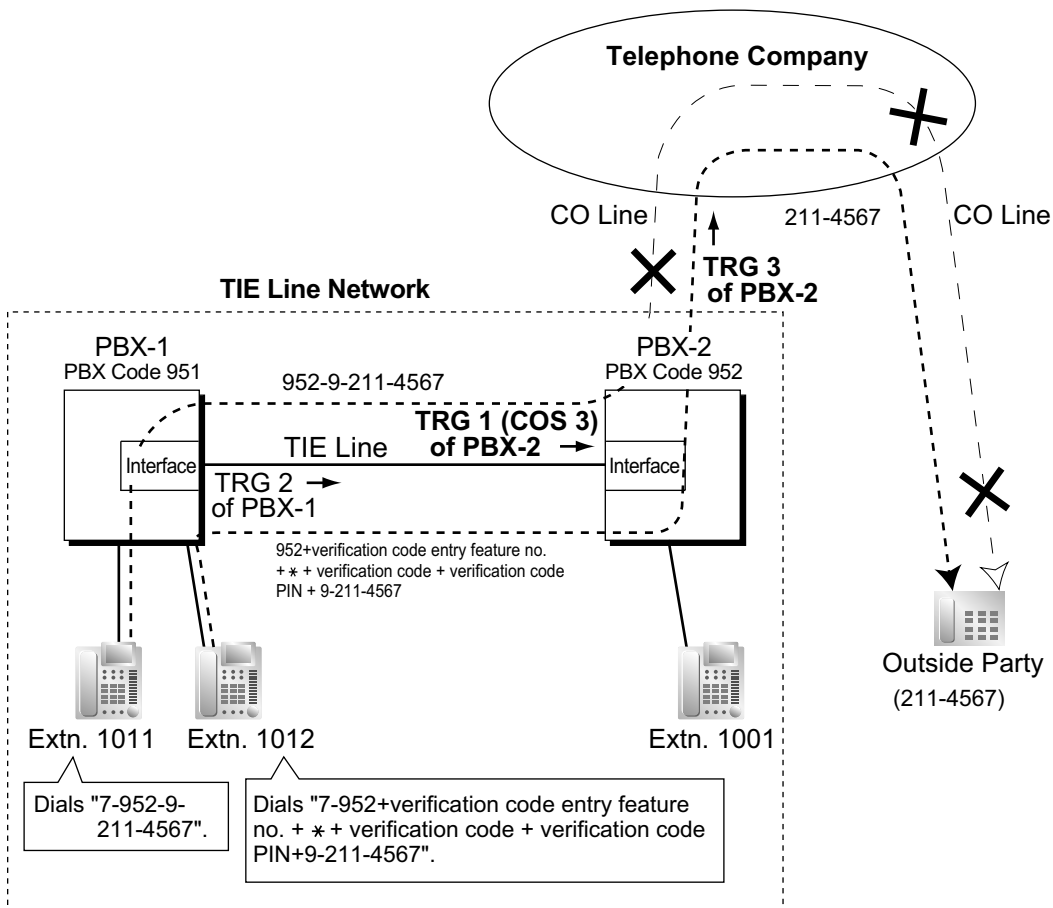 Telephone Company
CO Line
211-4567
CO Line
TRG 3
of PBX-2
TIE Line Network
PBX-1
PBX Code 951
PBX-2
PBX Code 952
952-9-211-4567
TRG 1 (COS 3)
of PBX-2
Interface
TIE Line
Interface
TRG 2
of PBX-1
952+verification code entry feature no.
+ * + verification code + verification code
PIN + 9-211-4567
Extn. 1011
Extn. 1012
Extn. 1001
Outside Party
(211-4567)
Dials "7-952-9-
211-4567".
Dials "7-952+verification code entry feature
no. + * + verification code + verification code
PIN+9-211-4567".